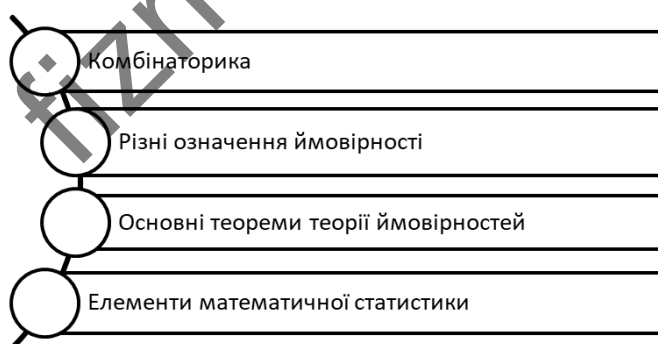 Комбінаторика
Різні означення ймовірності
Основні теореми теорії ймовірностей
Елементи математичної статистики